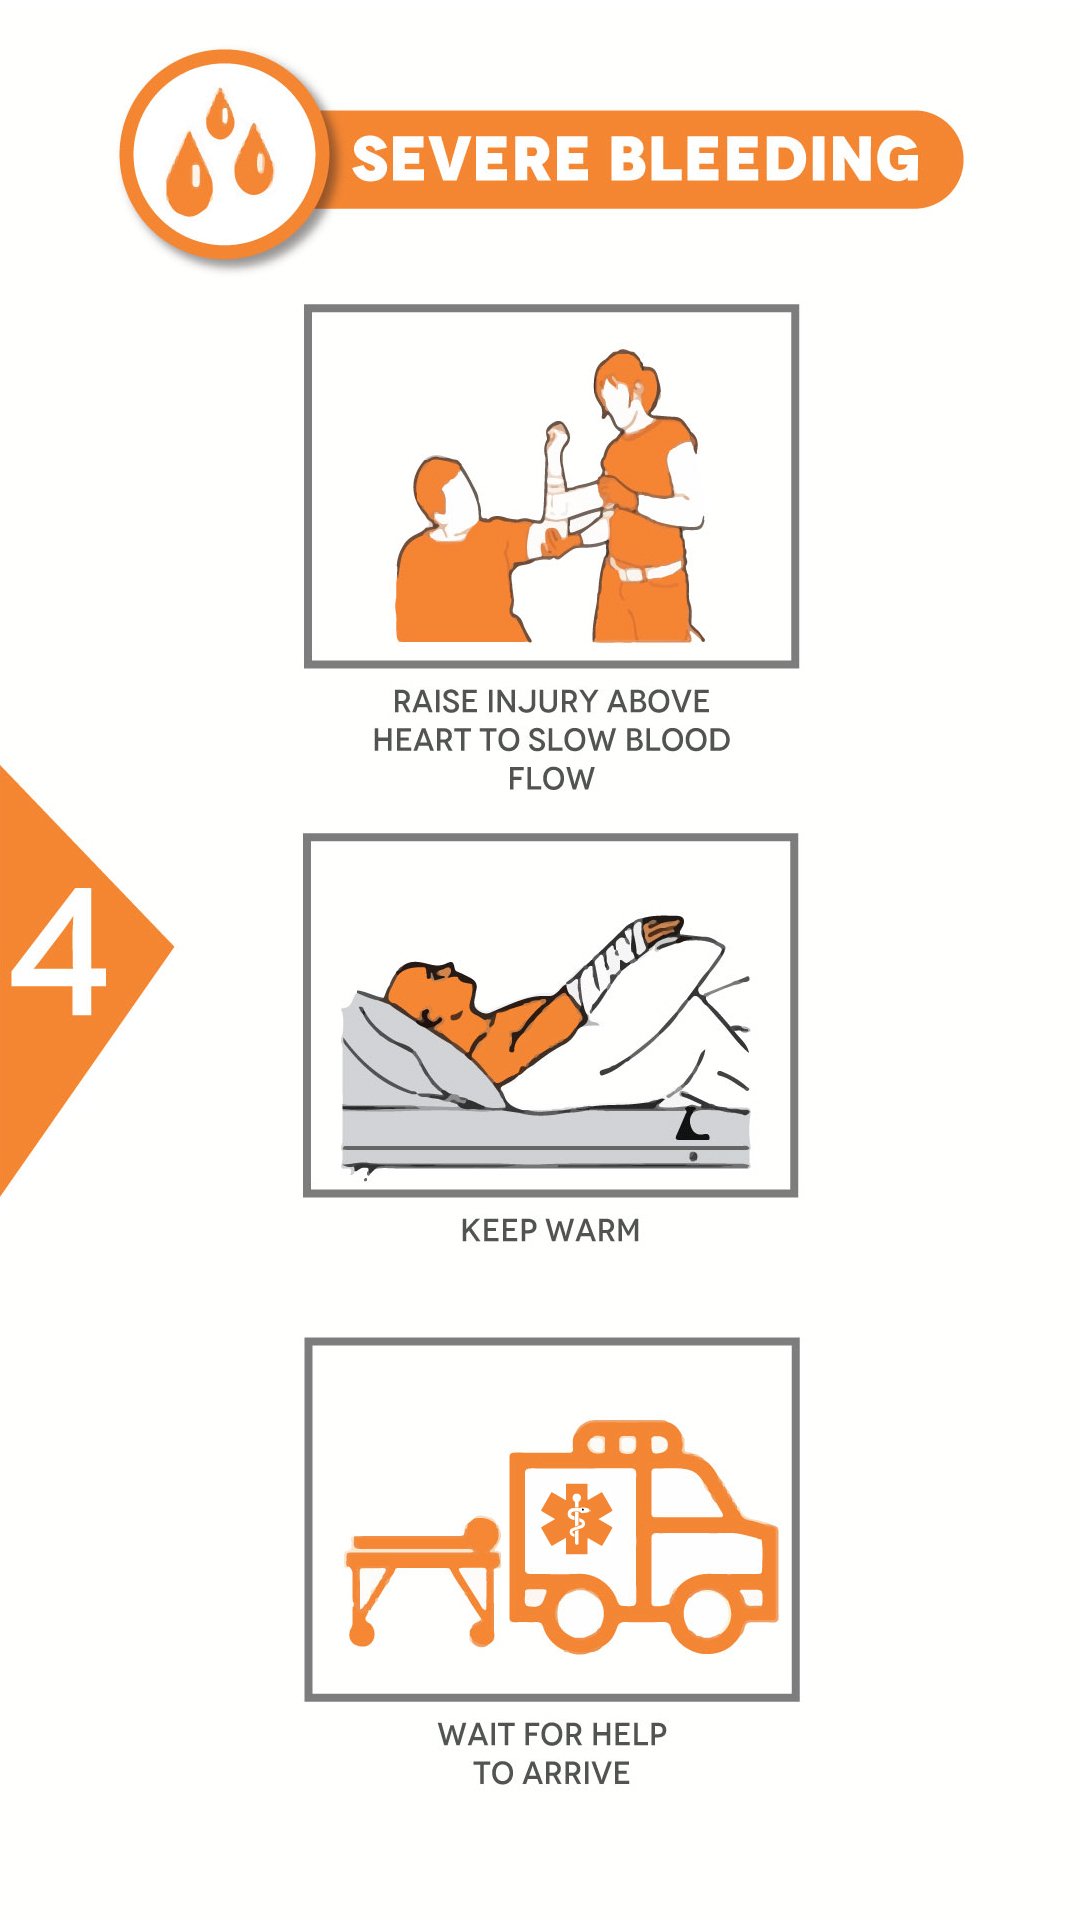 SEVERE BLEEDING
RAISE INJURY ABOVE
HEART TO SLOW BLOOD
FLOW
4
KEEP WARM
WAIT FOR HELP
TO ARRIVE